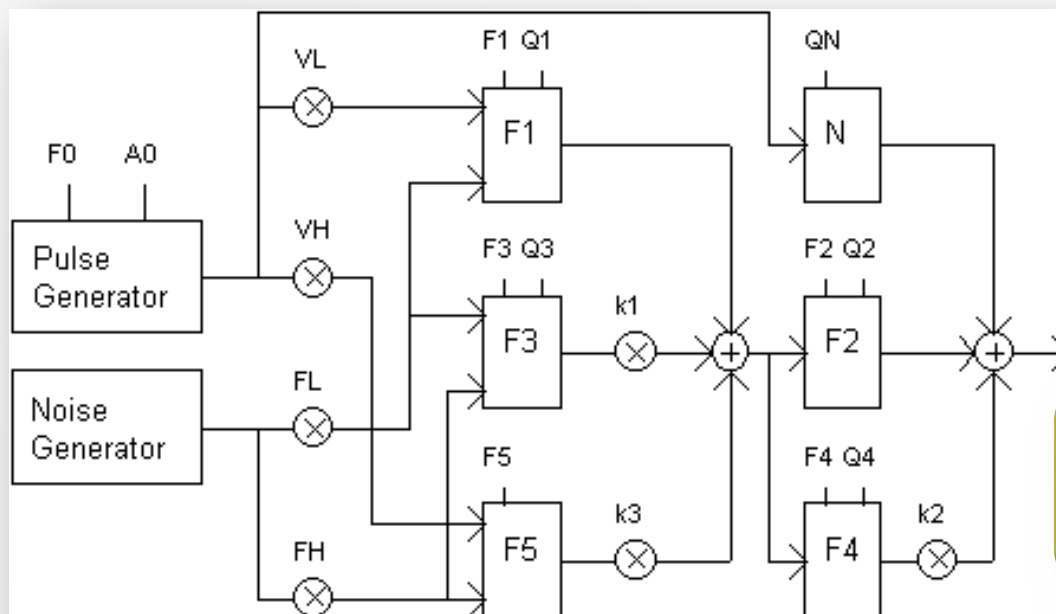 F1 Q1
QN
VL
F1
N
F0 A0
VH
F3 Q3
F2 Q2
Pulse
Generator
k1
F3
+
F2
+
FL
Noise
Generator
F5
F4 Q4
k3
k2
FH
F5
F4